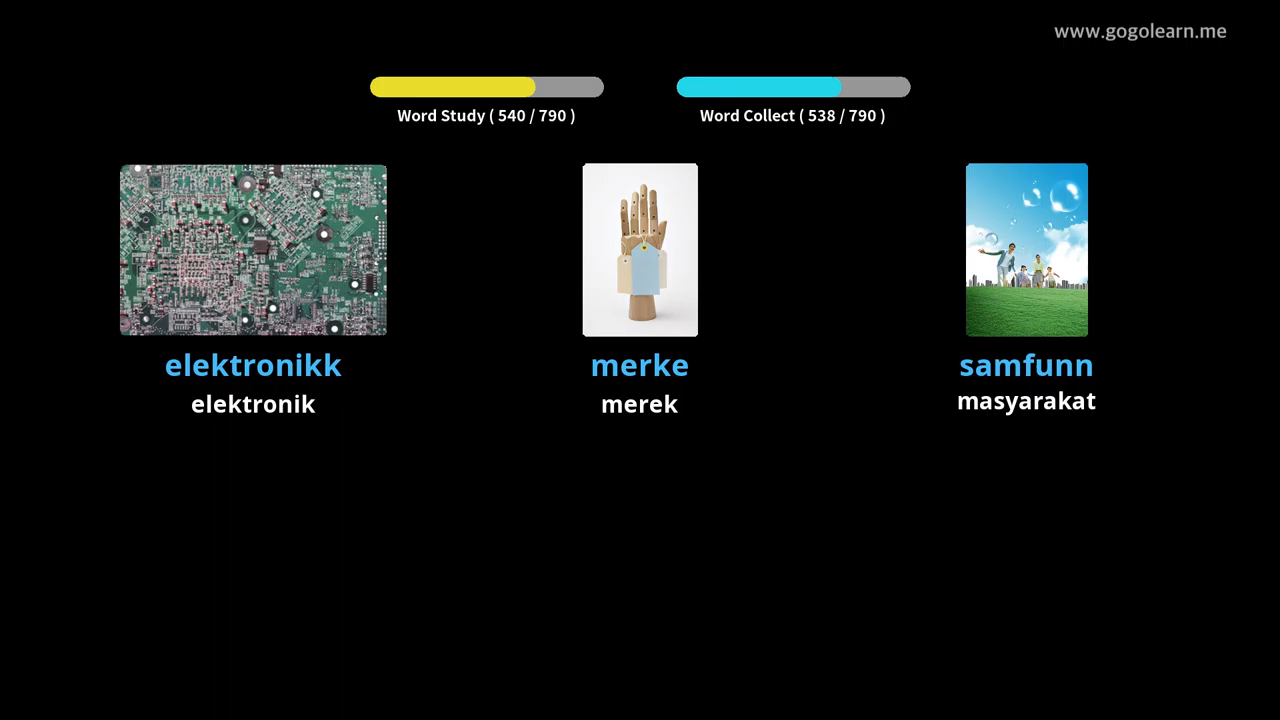 www.gogolearn.me
Word Study ( 540 / 790 )
Word Collect ( 538 / 790 )
elektronikk
elektronik
merke
merek
samfunn
masyarakat